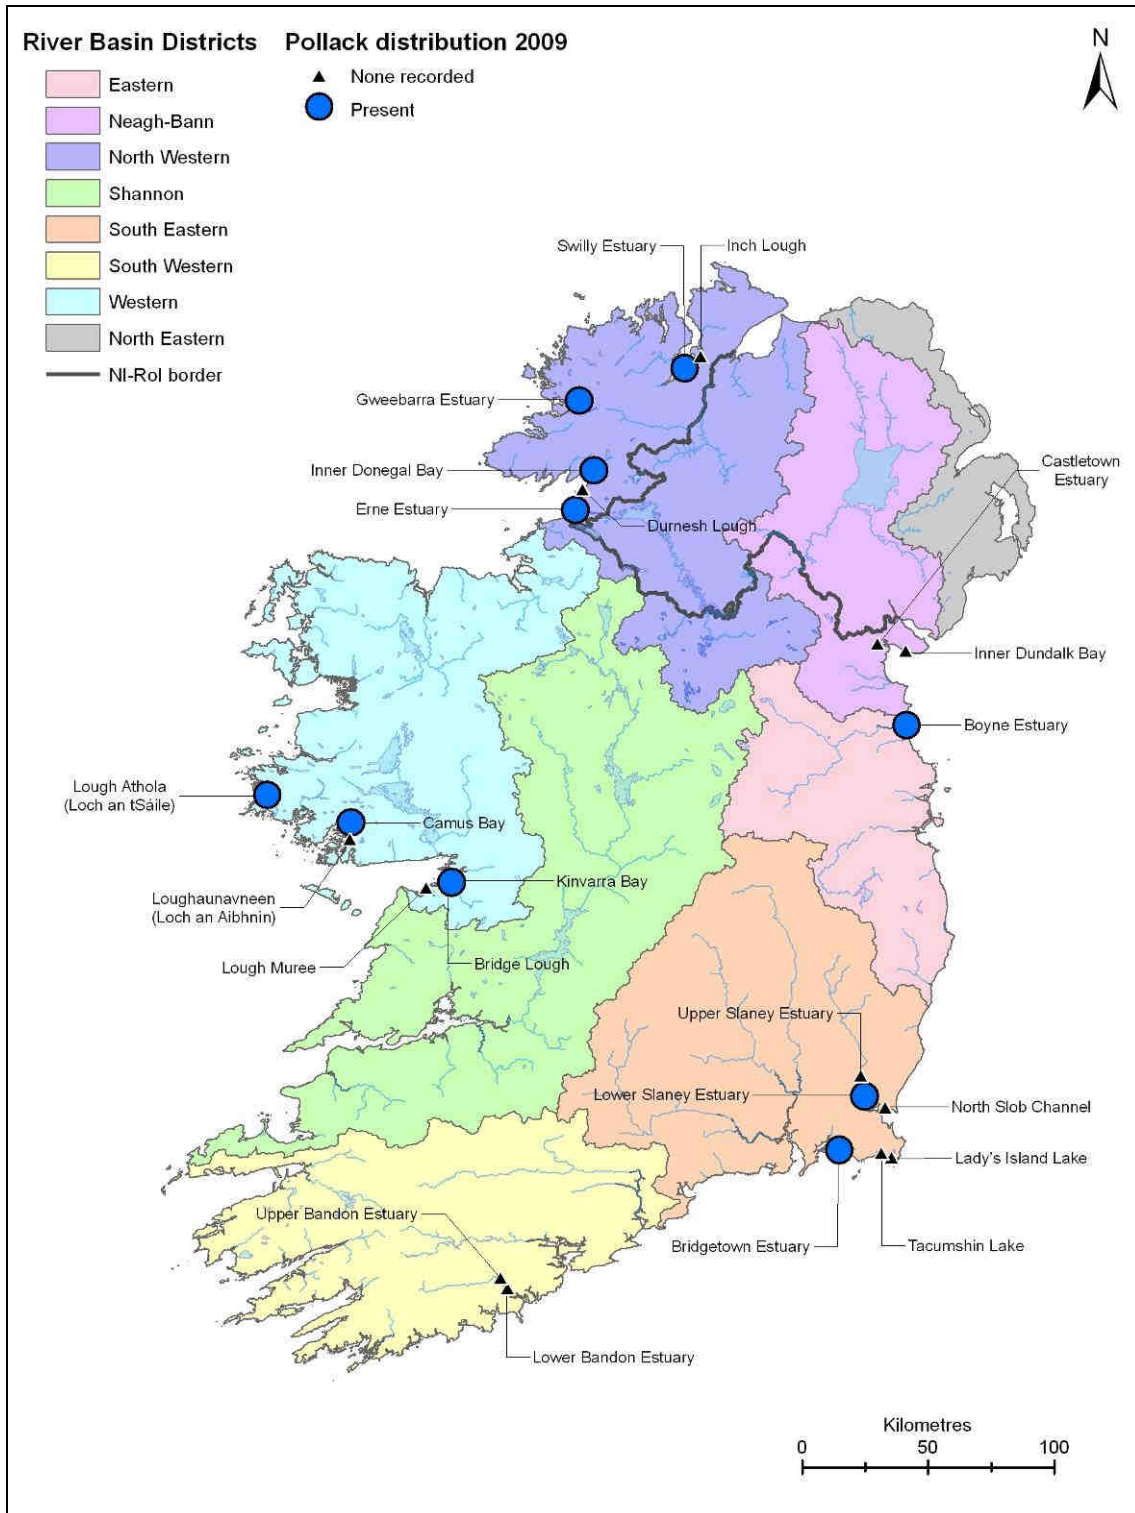 River Basin Districts
Eastern
Neagh-Bann
North Western
Shannon
South Eastern
South Western
Western
North Eastern
NI-RoI border
Pollack distribution 2009
None recorded
Present
N
Swilly Estuary
Inch Lough
Gweebarra Estuary
Inner Donegal Bay
Castletown
Estuary
Erne Estuary
Durnesh Lough
Inner Dundalk Bay
Boyne Estuary
Lough Athola
(Loch an tSáile)
Camus Bay
Kinvarra Bay
Loughaunavneen
(Loch an Aibhnin)
Lough Muree
Bridge Lough
Upper Slaney Estuary
Lower Slaney Estuary
North Slob Channel
Lady's Island Lake
Upper Bandon Estuary
Bridgetown Estuary
Tacumshin Lake
Lower Bandon Estuary
Kilometres
0 50 100